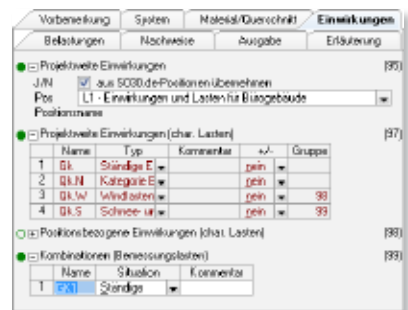 Vorbemerkung System Material/Querschnitt Einwirkungen
Belastungen Nachweise Ausgabe Erläuterung
Projektweite Einwirkungen (95)
J/N aus S030.de-Positionen übernehmen
Pos L1 - Einwirkungen und Lasten für Bürogebäude
Positionsname
Projektweite Einwirkungen (char. Lasten) (97)
Name Typ Kommentar +/- Gruppe
1 Gk Ständige E nein
2 Qk.N Kategorie E nein
3 Qk.W Windlasten nein 98
4 Qk.S Schnee- un nein 99
Positionsbezogene Einwirkungen (char. Lasten) (98)
Kombinationen (Bemessungslasten) (99)
Name Situation Kommentar
1 Ständige